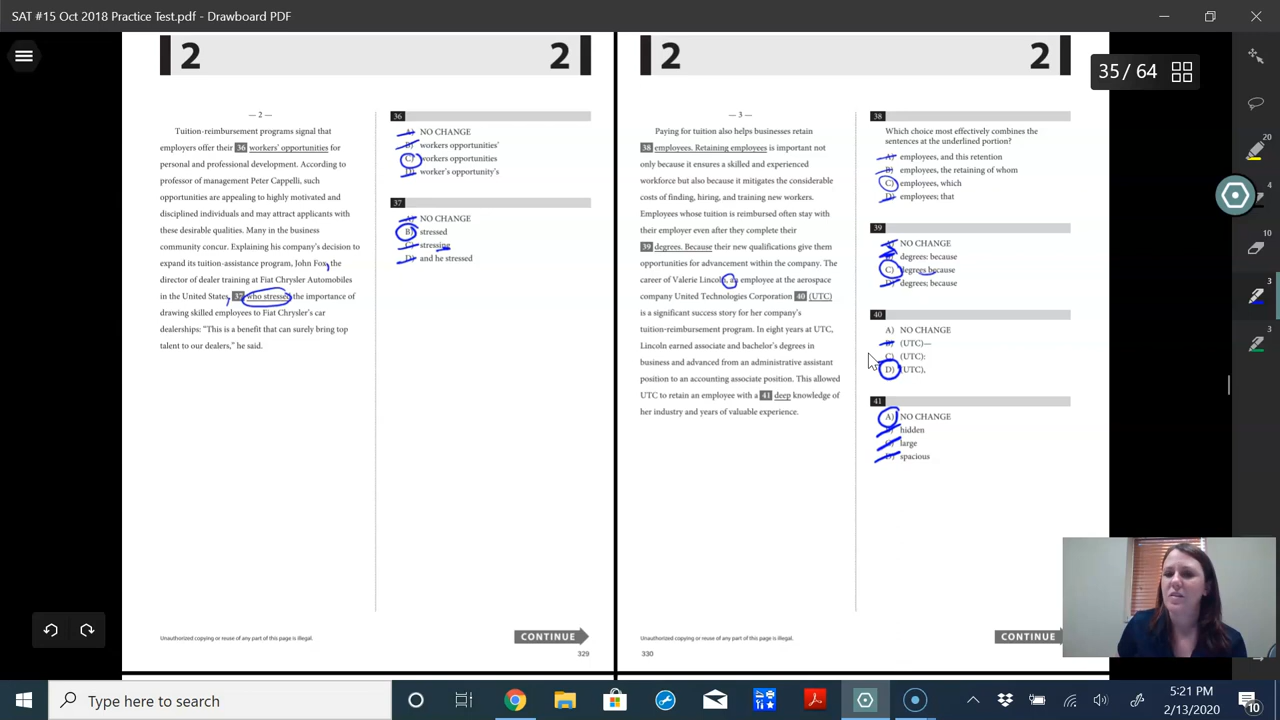 SAT #15 Oct 2018 Practice Test
2 2
— 2 —
Tuition-reimbursement programs signal that
employers offer their 36 workers' opportunities for
personal and professional development. According to
professor of management Peter Cappelli, such
opportunities are appealing to highly motivated and
disciplined individuals and may attract applicants with
these desirable qualities. Many in the business
community concur. Explaining his company's decision to
expand its tuition-assistance program, John Fox, the
director of dealer training at Fiat Chrysler Automobiles
in the United States, 37 who stressed the importance of
drawing skilled employees to Fiat Chrysler's car
dealerships: “This is a benefit that can surely bring top
talent to our dealers,” he said.
36
A) NO CHANGE
B) workers opportunities'
C) workers opportunities
D) worker's opportunity's
37
A) NO CHANGE
B) stressed
C) stressing
D) and he stressed
Unauthorized copying or reuse of any part of this page is illegal.
CONTINUE
329
2 2
— 3 —
Paying for tuition also helps businesses retain
38 employees. Retaining employees is important not
only because it ensures a skilled and experienced
workforce but also because it mitigates the considerable
costs of finding, hiring, and training new workers.
Employees whose tuition is reimbursed often stay with
their employer even after they complete their
39 degrees. Because their new qualifications give them
opportunities for advancement within the company. The
career of Valerie Lincoln, an employee at the aerospace
company United Technologies Corporation 40 (UTC)
is a significant success story for her company's
tuition-reimbursement program. In eight years at UTC,
Lincoln earned associate and bachelor's degrees in
business and advanced from an administrative assistant
position to an accounting associate position. This allowed
UTC to retain an employee with a 41 deep knowledge of
her industry and years of valuable experience.
38
Which choice most effectively combines the
sentences at the underlined portion?
A) employees, and this retention
B) employees, the retaining of whom
C) employees, which
D) employees; that
39
A) NO CHANGE
B) degrees: because
C) degrees because
D) degrees; because
40
A) NO CHANGE
B) (UTC)—
C) (UTC):
D) (UTC),
41
A) NO CHANGE
B) hidden
C) large
D) spacious
Unauthorized copying or reuse of any part of this page is illegal.
CONTINUE
330
35 / 64
10
Type here to search
5:21 PM
2/13/2020
10